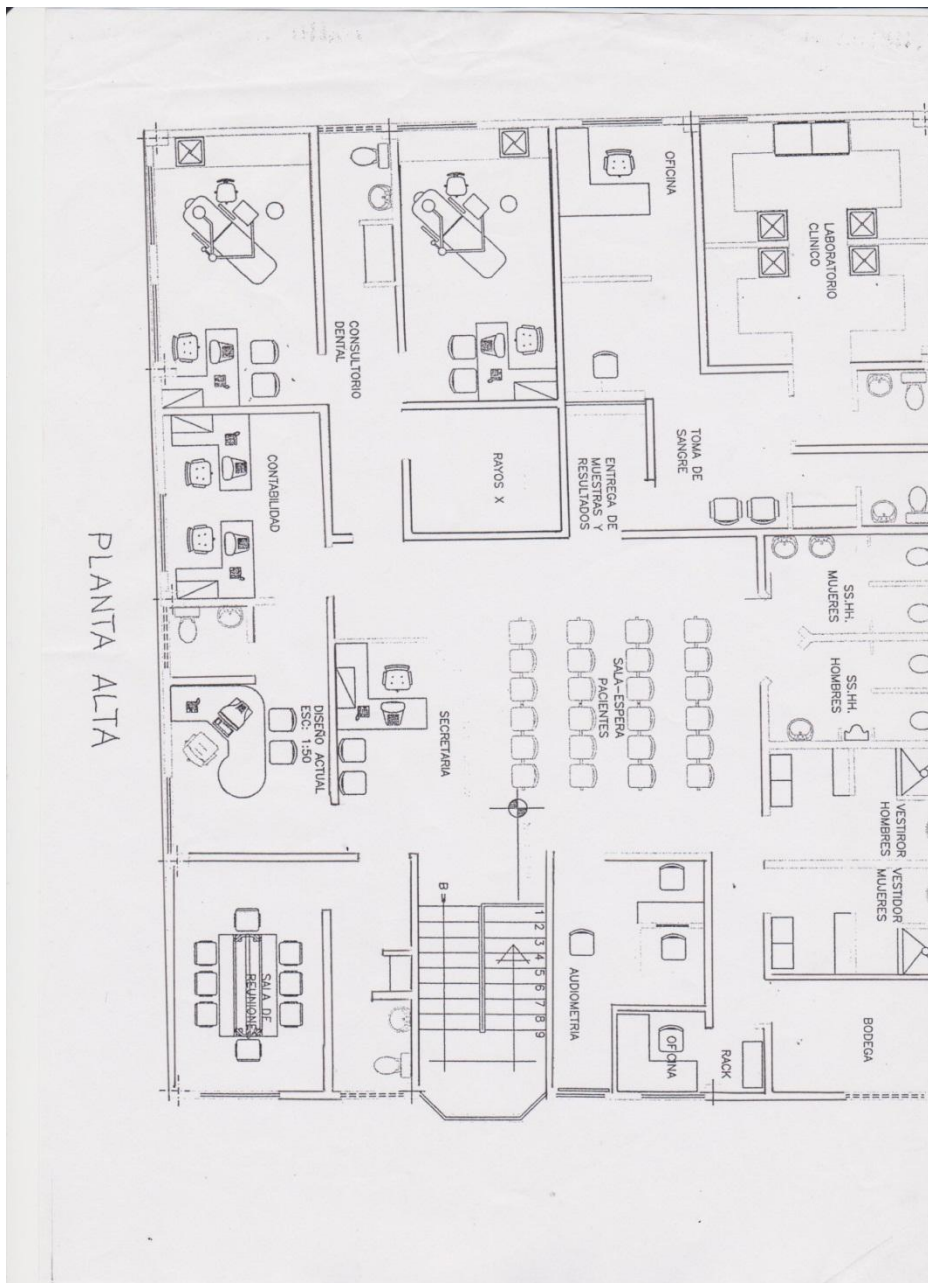 OFICINA
LABORATORIO
CLINICO
CONSULTORIO
DENTAL
TOMA DE
SANGRE
RAYOS X
ENTREGA DE
MUESTRAS Y
RESULTADOS
CONTABILIDAD
SS.HH.
MUJERES
SS.HH.
HOMBRES
SALA-ESPERA
PACIENTES
SECRETARIA
DISEÑO ACTUAL
ESC: 1:50
VESTIROR
HOMBRES
VESTIDOR
MUJERES
B
1
2
3
4
5
6
7
8
9
AUDIOMETRIA
SALA DE
REUNIONES
OFICINA
RACK
BODEGA
PLANTA ALTA